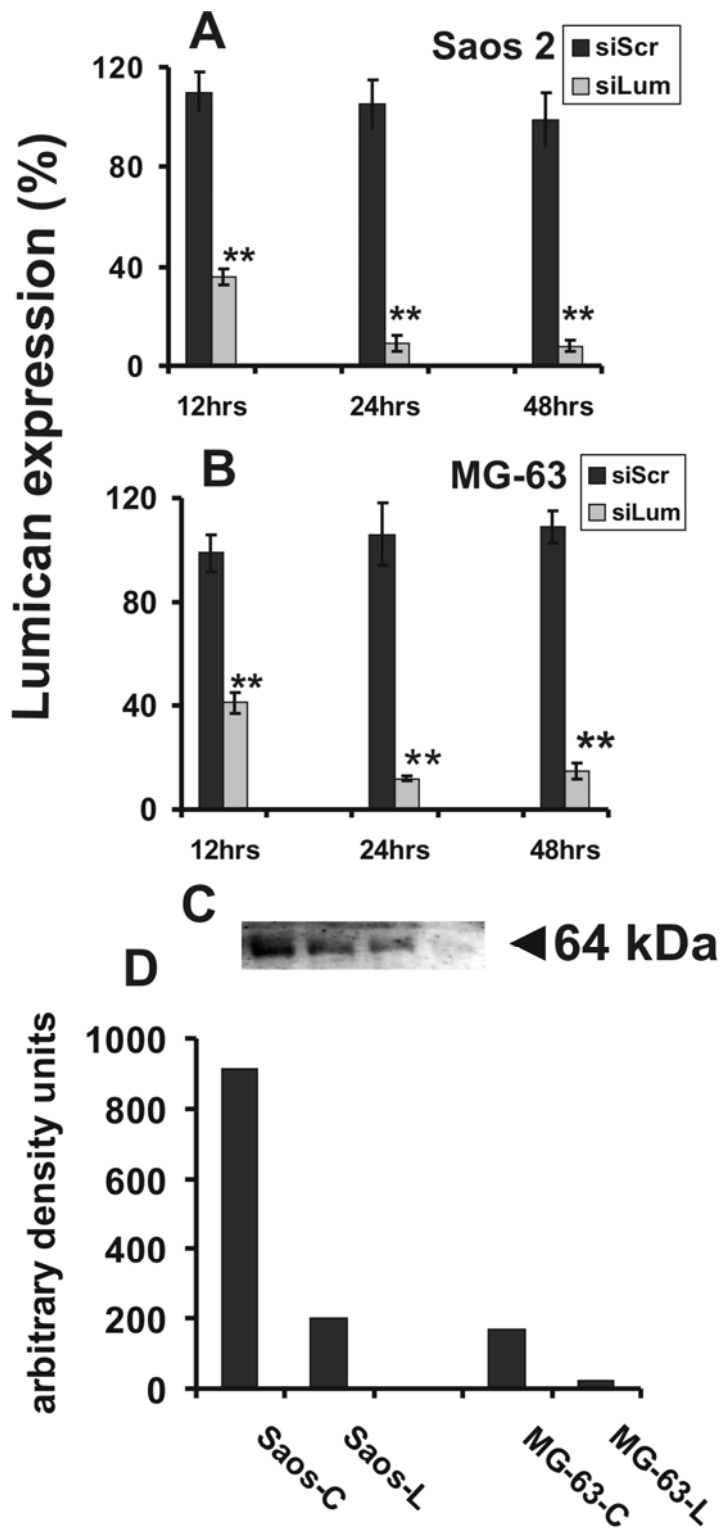 A
Saos 2
siScr
siLum
Lumican expression (%)
120
80
40
0
**
**
**
12hrs
24hrs
48hrs
B
MG-63
siScr
siLum
120
80
40
0
**
**
**
12hrs
24hrs
48hrs
C
64 kDa
D
arbitrary density units
1000
800
600
400
200
0
Saos-C
Saos-L
MG-63-C
MG-63-L